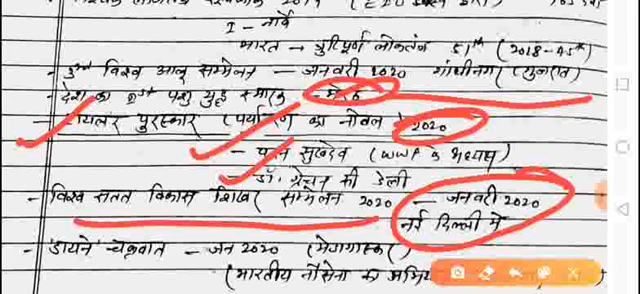 I - नार्वे
भारत → त्रुटिपूर्ण लोकतंत्र 51th (2018-45th)
- 3rd विश्व आलू सम्मेलन - जनवरी 2020 गांधीनगर (गुजरात)
- देश का 1st पशु युद्ध स्मारक - मेरठ
- टायलर पुरस्कार (पर्यावरण का नोबल) 2020
- पवन सुखदेव (WWF के अध्यक्ष)
- डॉ. ग्रेचन सी डेली
- विश्व सतत विकास शिखर सम्मेलन 2020 - जनवरी 2020
नई दिल्ली में
- 'डायने' चक्रवात - जन 2020 (मेडागास्कर)
(भारतीय नौसेना का